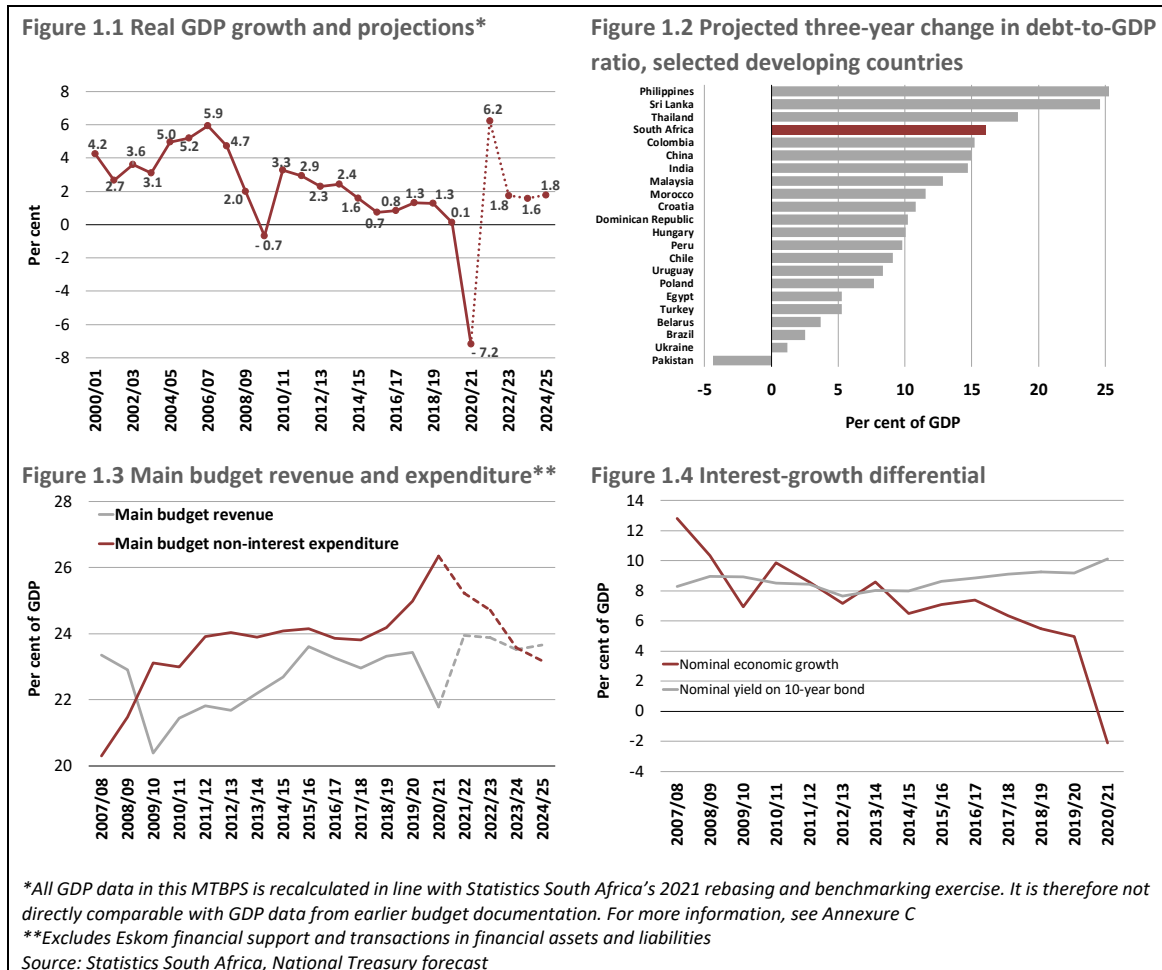 Figure 1.1 Real GDP growth and projections*
Per cent
8
6
4
2
0
-2
-4
-6
-8
4.2
2.7
3.6
3.1
5.0
5.2
5.9
4.7
2.0
- 0.7
3.3
2.9
2.3
2.4
1.6
0.7
0.8
1.3
1.3
0.1
- 7.2
6.2
1.8
1.6
1.8
2000/01
2002/03
2004/05
2006/07
2008/09
2010/11
2012/13
2014/15
2016/17
2018/19
2020/21
2022/23
2024/25
Figure 1.2 Projected three-year change in debt-to-GDP
ratio, selected developing countries
Philippines
Sri Lanka
Thailand
South Africa
Colombia
China
India
Malaysia
Morocco
Croatia
Dominican Republic
Hungary
Peru
Chile
Uruguay
Poland
Egypt
Turkey
Belarus
Brazil
Ukraine
Pakistan
-5
0
5
10
15
20
25
Per cent of GDP
Figure 1.3 Main budget revenue and expenditure**
Per cent of GDP
28
26
24
22
20
Main budget revenue
Main budget non-interest expenditure
2007/08
2008/09
2009/10
2010/11
2011/12
2012/13
2013/14
2014/15
2015/16
2016/17
2017/18
2018/19
2019/20
2020/21
2021/22
2022/23
2023/24
2024/25
Figure 1.4 Interest-growth differential
Per cent of GDP
14
12
10
8
6
4
2
0
-2
-4
Nominal economic growth
Nominal yield on 10-year bond
2007/08
2008/09
2009/10
2010/11
2011/12
2012/13
2013/14
2014/15
2015/16
2016/17
2017/18
2018/19
2019/20
2020/21
*All GDP data in this MTBPS is recalculated in line with Statistics South Africa's 2021 rebasing and benchmarking exercise. It is therefore not
directly comparable with GDP data from earlier budget documentation. For more information, see Annexure C
**Excludes Eskom financial support and transactions in financial assets and liabilities
Source: Statistics South Africa, National Treasury forecast